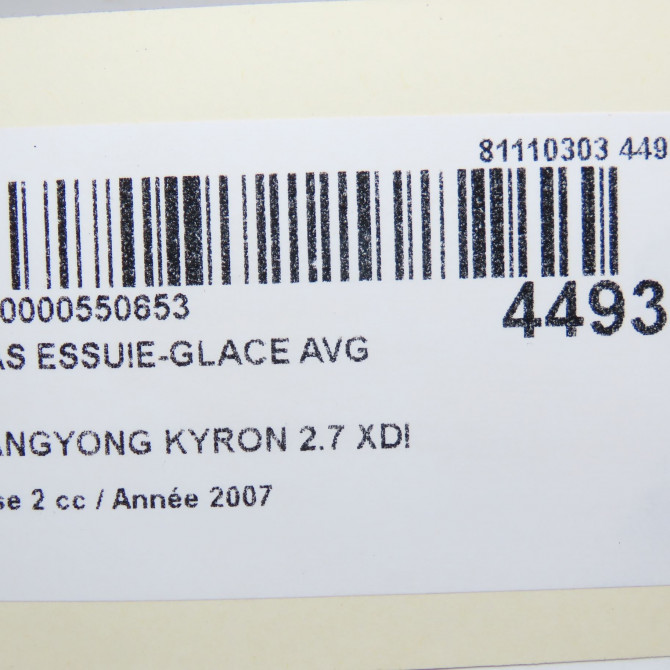 81110303 449
0000550653
4493
AS ESSUIE-GLACE AVG
ANGYONG KYRON 2.7 XDI
se 2 cc / Année 2007